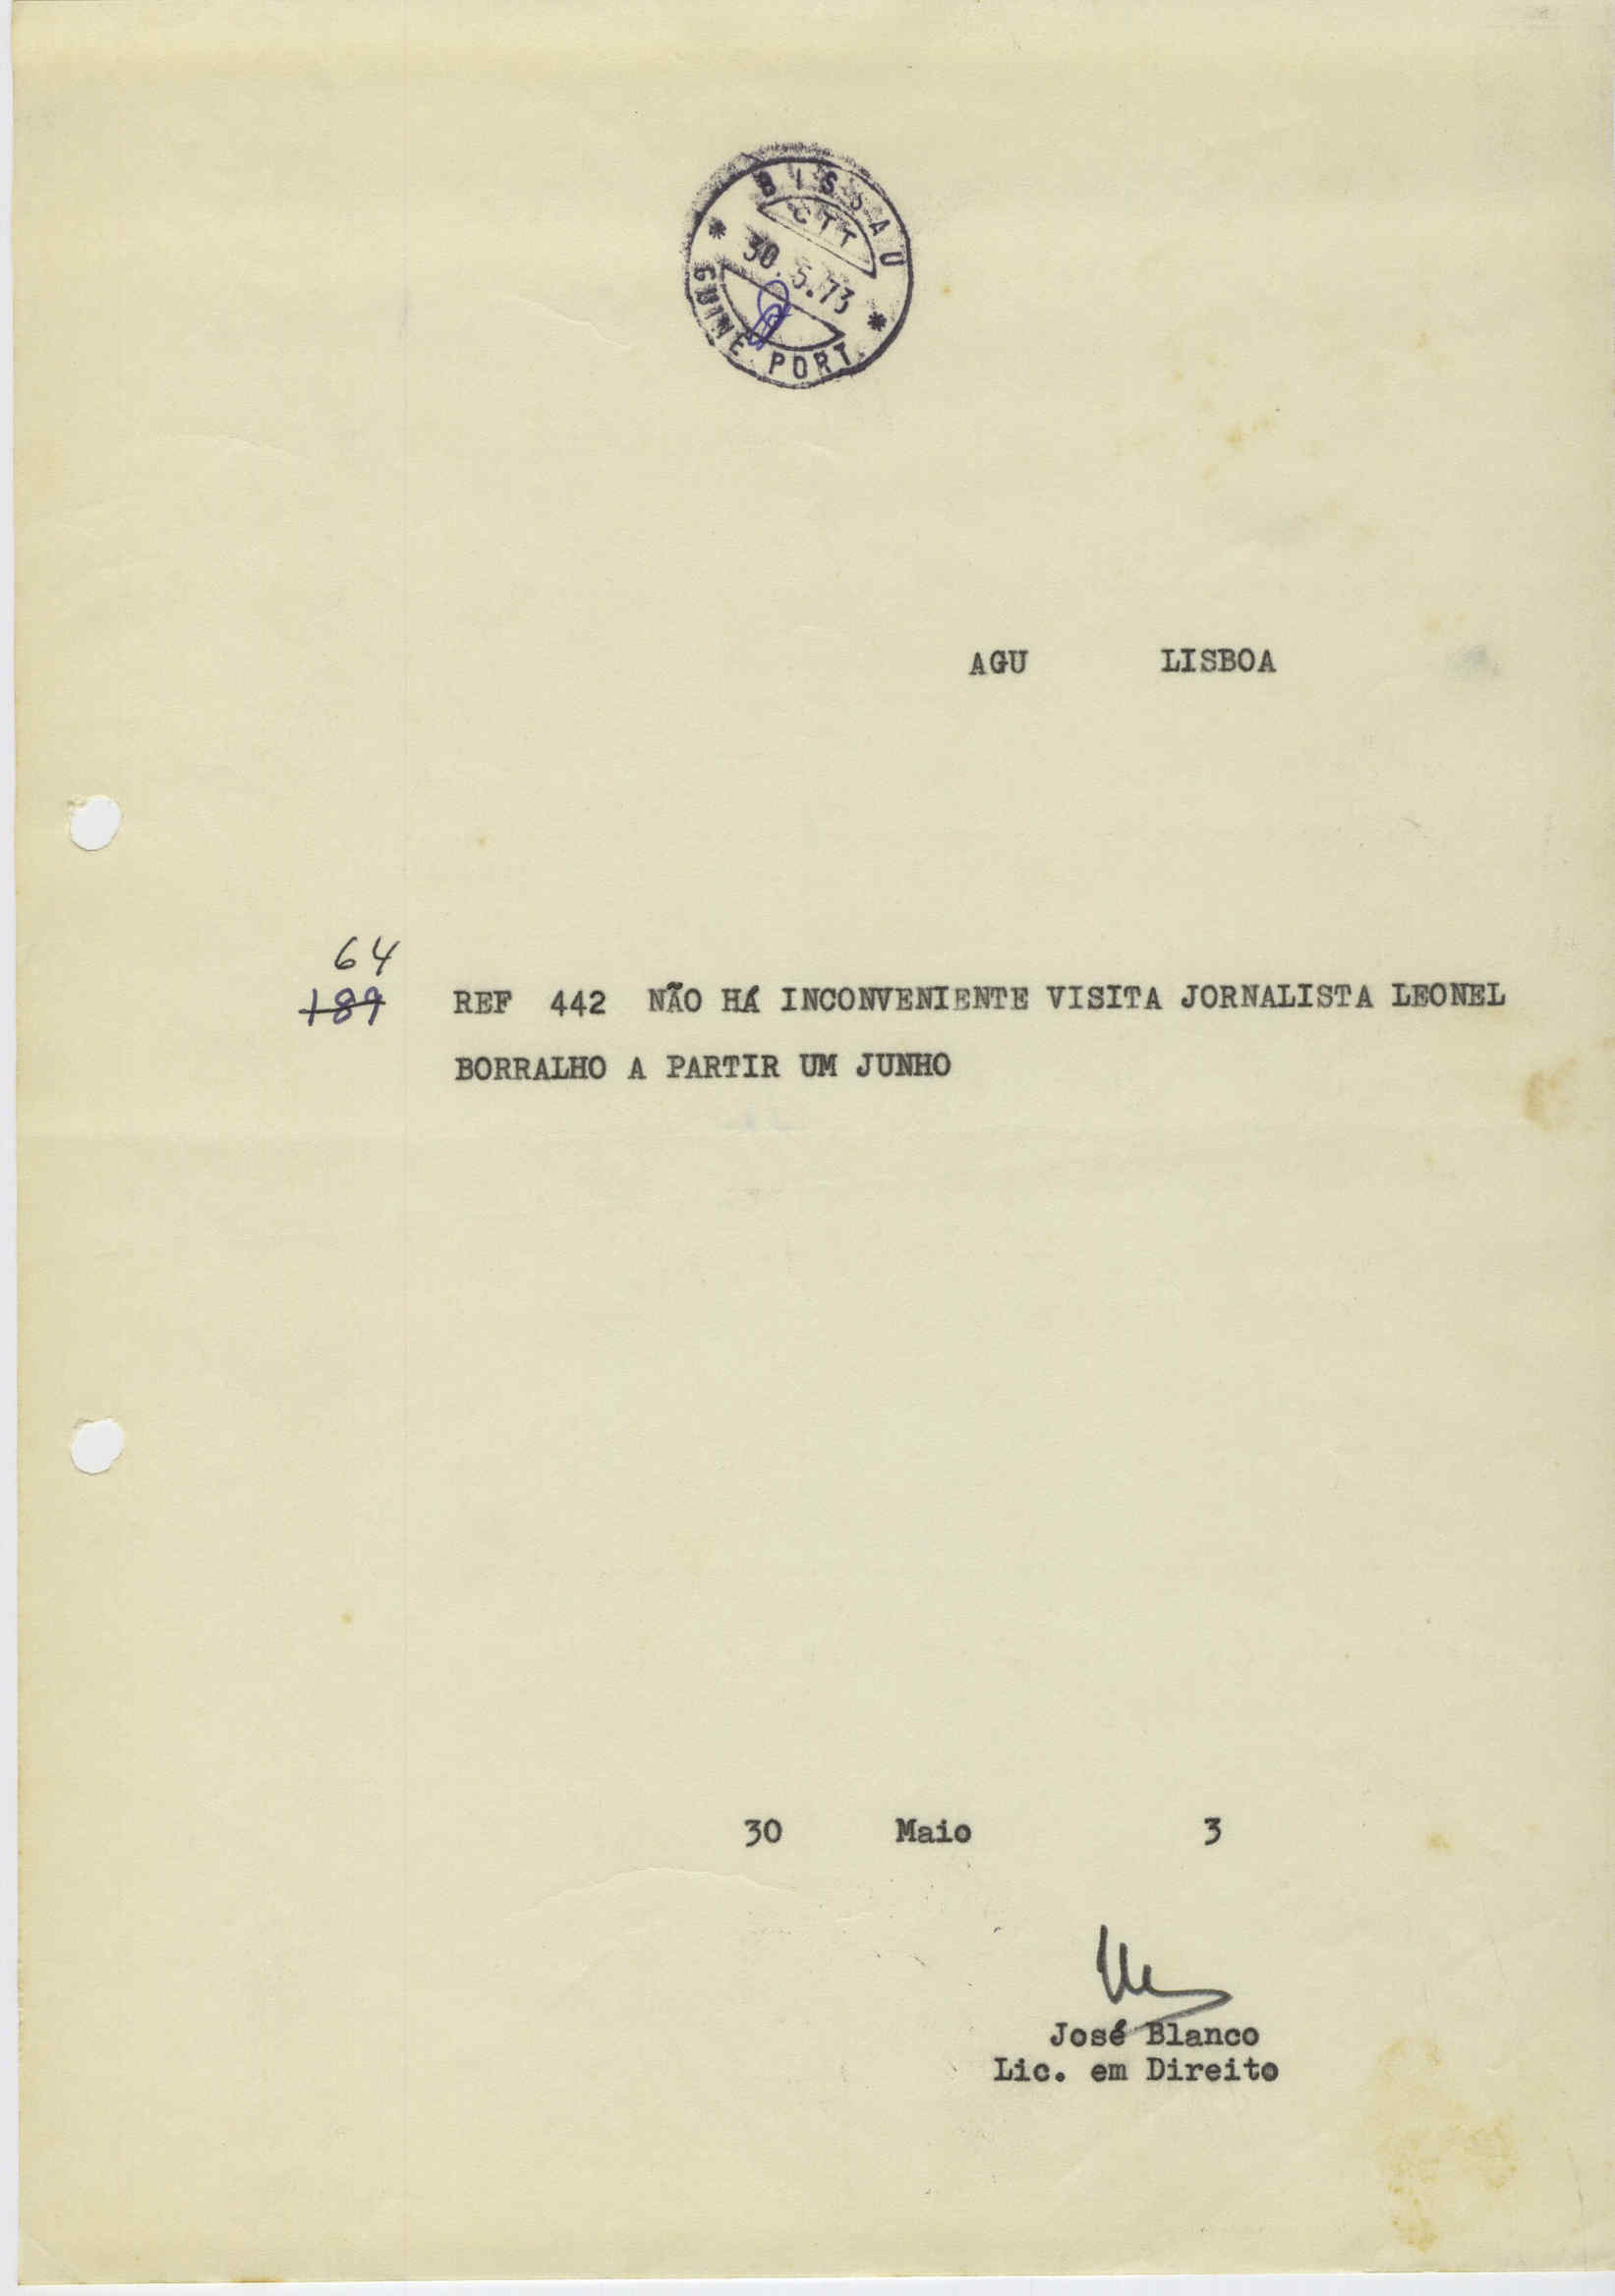 BISSAU
CTT
30.5.73
GUINE PORT.
AGU LISBOA
64
189 REF 442 NÃO HÁ INCONVENIENTE VISITA JORNALISTA LEONEL
BORRALHO A PARTIR UM JUNHO
30 Maio 3
José Blanco
Lic. em Direito